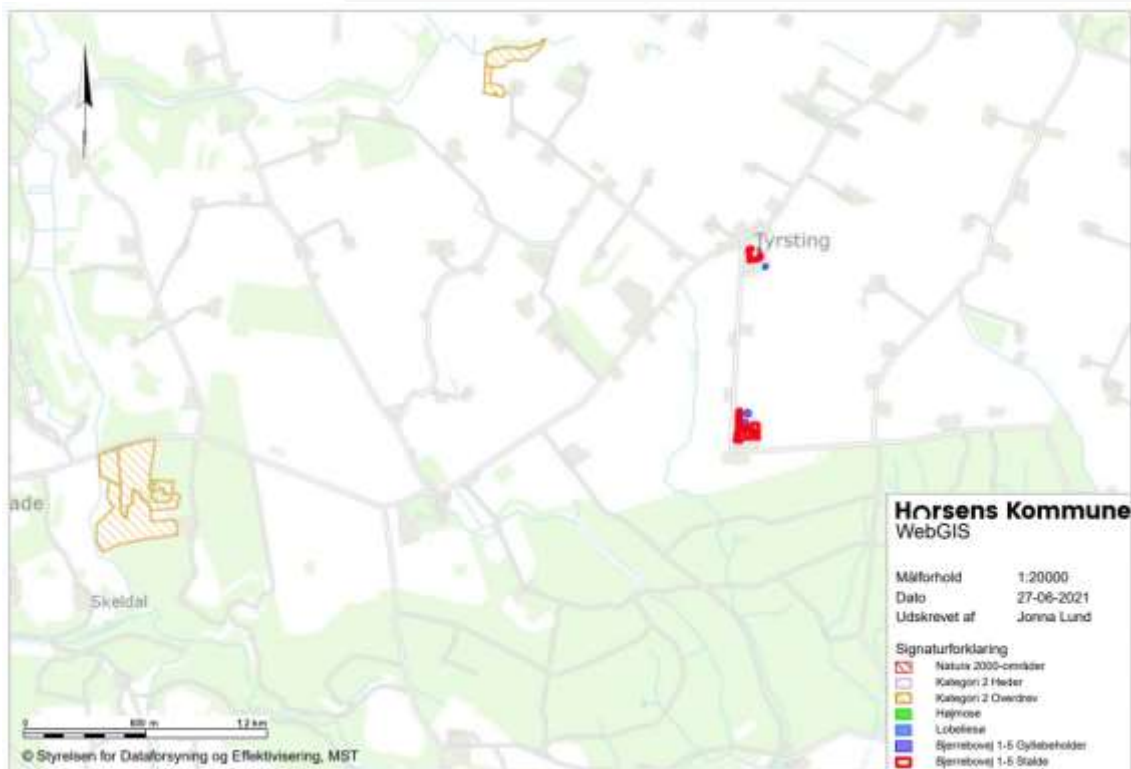 Tyrsting
ade
Skeldal
Horsens Kommune
WebGIS
Målforhold 1:20000
Dato 27-06-2021
Udskrevet af Jonna Lund
Signaturforklaring
Natura 2000-områder
Kategori 2 Heder
Kategori 2 Overdrev
Højmose
Lobeliesø
Bjerrebovej 1-5 Gyllebeholder
Bjerrebovej 1-5 Stalde
0 600 m 1.2 km
© Styrelsen for Dataforsyning og Effektivisering, MST